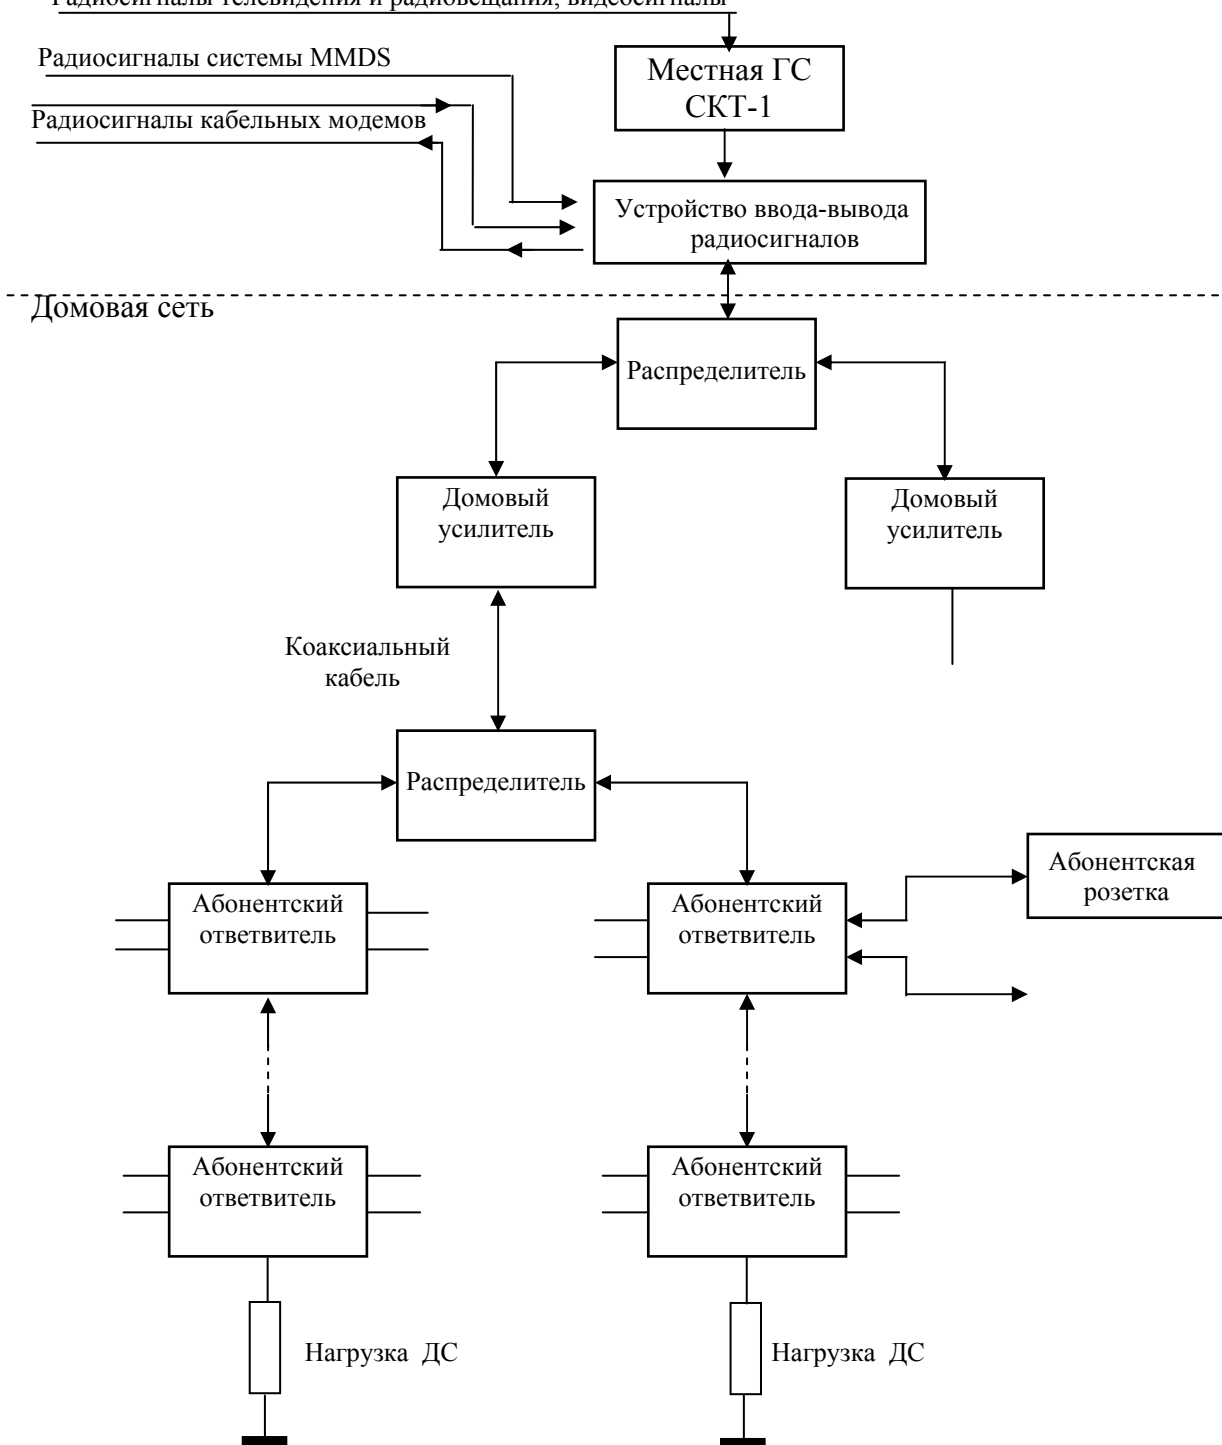 Радиосигналы телевидения и радиовещания, видеосигналы
Радиосигналы системы MMDS
Местная ГС
СКТ-1
Радиосигналы кабельных модемов
Устройство ввода-вывода
радиосигналов
Домовая сеть
Распределитель
Домовый
усилитель
Домовый
усилитель
Коаксиальный
кабель
Распределитель
Абонентская
розетка
Абонентский
ответвитель
Абонентский
ответвитель
Абонентский
ответвитель
Абонентский
ответвитель
Нагрузка ДС
Нагрузка ДС